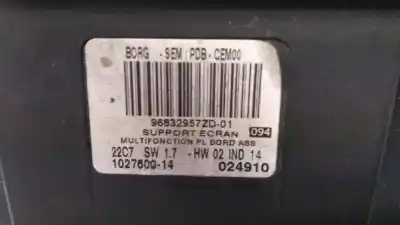 BORG -SEM/PDB-CEM00
96832957ZD-01
SUPPORT ECRAN 094
MULTIFONCTION PL BORD ASS
22C7 SW 1.7 -HW 02 IND 14
1027600-14 024910